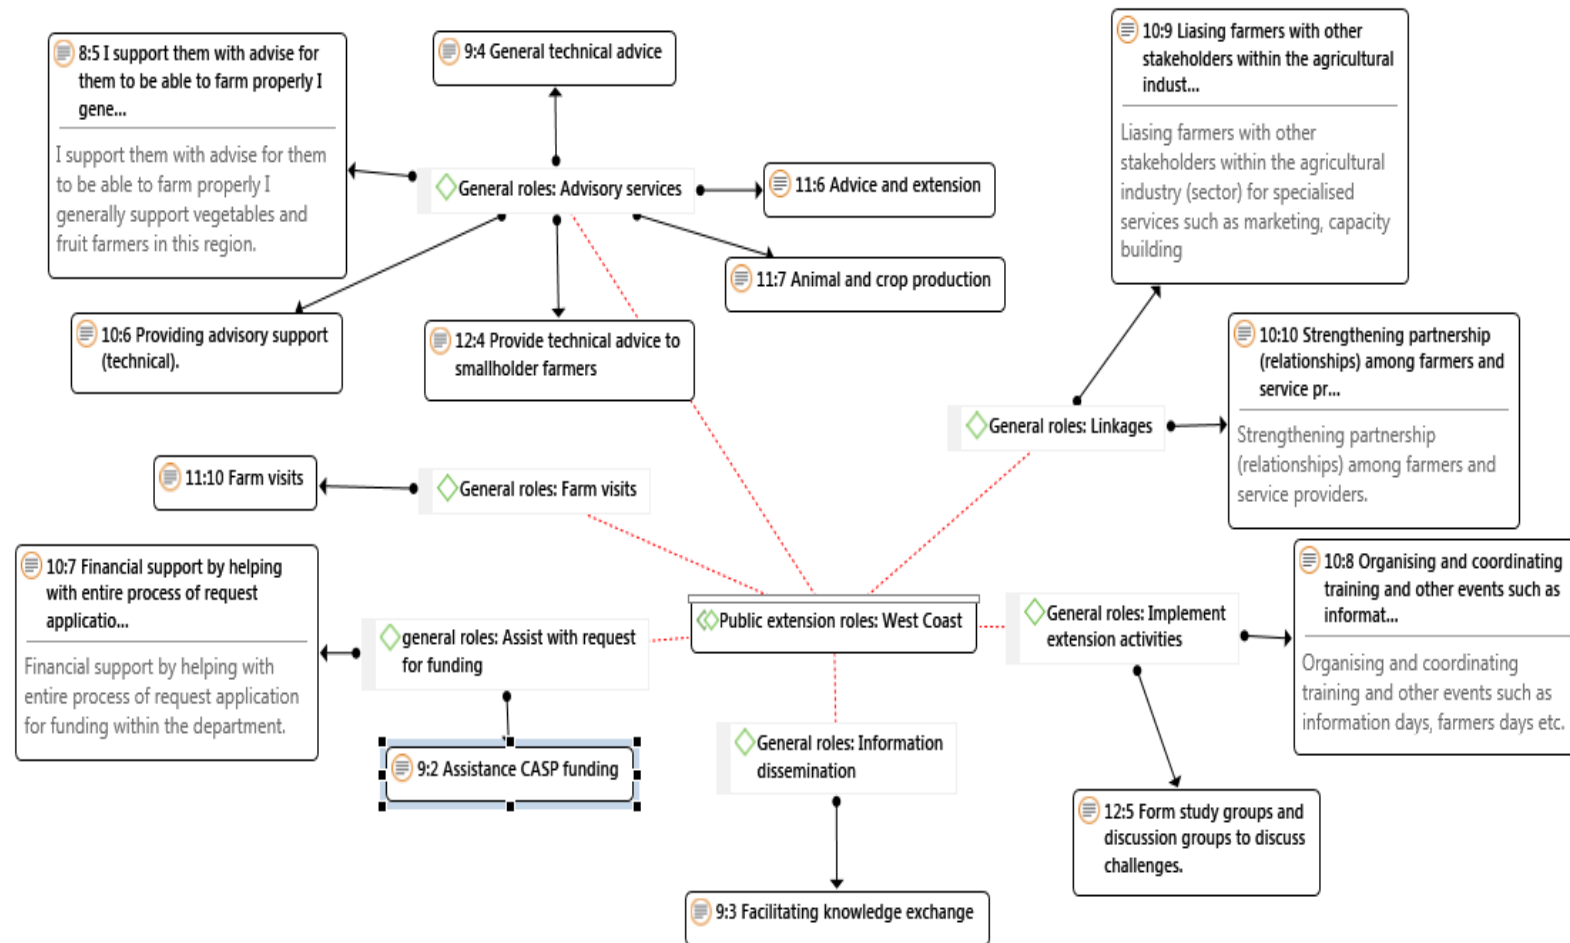 8:5 I support them with advise for
them to be able to farm properly I
gene...
I support them with advise for them
to be able to farm properly I
generally support vegetables and
fruit farmers in this region.
9:4 General technical advice
General roles: Advisory services
11:6 Advice and extension
11:7 Animal and crop production
10:6 Providing advisory support
(technical).
12:4 Provide technical advice to
smallholder farmers
10:9 Liasing farmers with other
stakeholders within the agricultural
indust...
Liasing farmers with other
stakeholders within the agricultural
industry (sector) for specialised
services such as marketing, capacity
building
10:10 Strengthening partnership
(relationships) among farmers and
service pr...
Strengthening partnership
(relationships) among farmers and
service providers.
General roles: Linkages
11:10 Farm visits
General roles: Farm visits
10:7 Financial support by helping
with entire process of request
applicatio...
Financial support by helping with
entire process of request application
for funding within the department.
general roles: Assist with request
for funding
9:2 Assistance CASP funding
Public extension roles: West Coast
General roles: Implement
extension activities
10:8 Organising and coordinating
training and other events such as
informat...
Organising and coordinating
training and other events such as
information days, farmers days etc.
General roles: Information
dissemination
12:5 Form study groups and
discussion groups to discuss
challenges.
9:3 Facilitating knowledge exchange